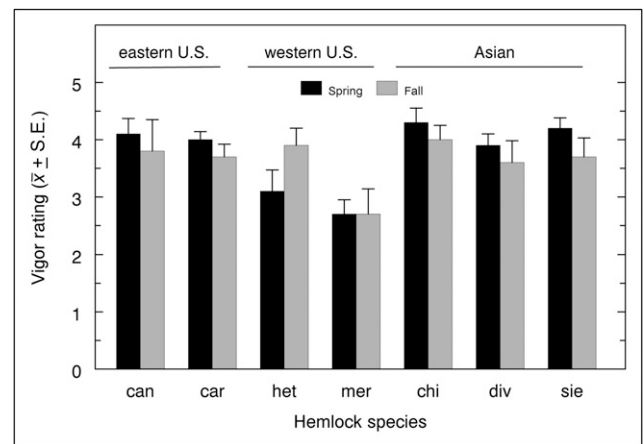 eastern U.S. western U.S. Asian
Spring Fall
Vigor rating (x̄ ± S.E.)
5
4
3
2
1
0
can car het mer chi div sie
Hemlock species